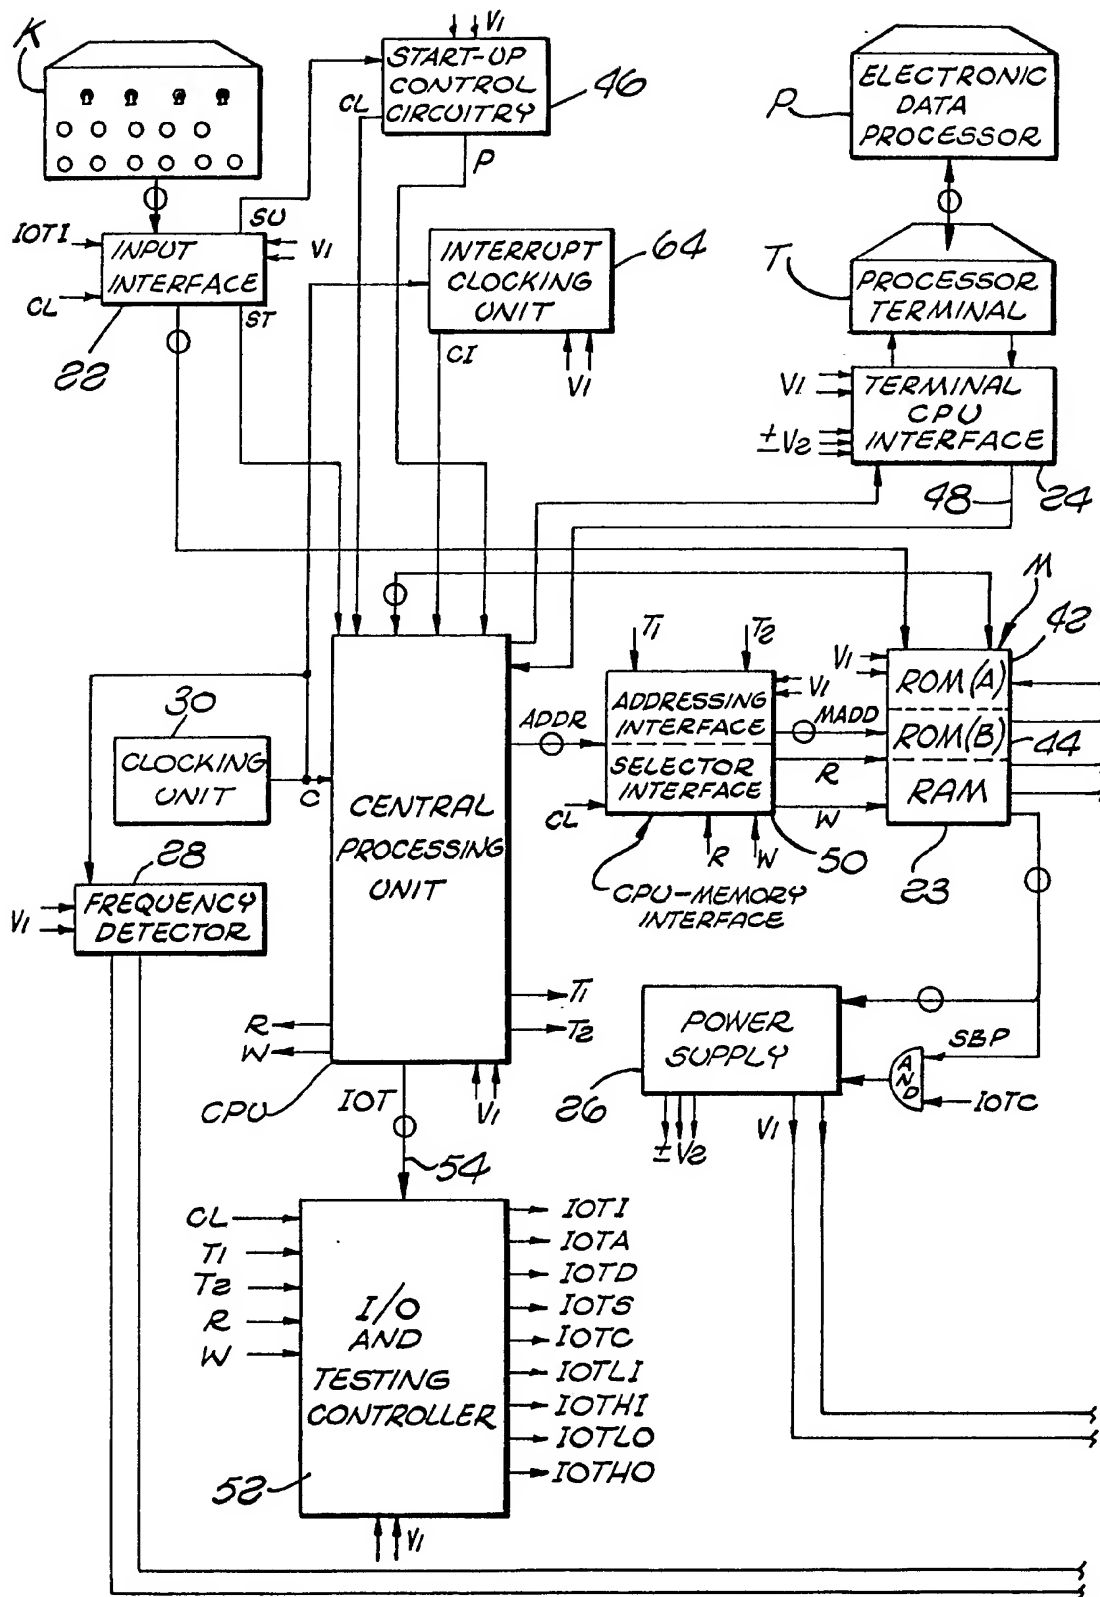 K
V1
START-UP
CONTROL
CIRCUITRY
46
CL
P
ELECTRONIC
DATA
PROCESSOR
P
IOTI
SU
INPUT
INTERFACE
V1
CL
ST
22
INTERRUPT
CLOCKING
UNIT
64
CI
V1
T
PROCESSOR
TERMINAL
V1
±V2
TERMINAL
CPU
INTERFACE
48
24
M
42
T1
T2
V1
V1
ROM(A)
ROM(B)
44
RAM
23
30
CLOCKING
UNIT
C
CENTRAL
PROCESSING
UNIT
ADDR
ADDRESSING
INTERFACE
SELECTOR
INTERFACE
MADD
R
W
CL
R
W
50
CPU-MEMORY
INTERFACE
28
FREQUENCY
DETECTOR
V1
R
W
T1
T2
CPU
IOT
V1
54
POWER
SUPPLY
26
SBP
AND
IOTC
±V2
V1
CL
T1
T2
R
W
I/O
AND
TESTING
CONTROLLER
52
IOTI
IOTA
IOTD
IOTS
IOTC
IOTLI
IOTHI
IOTLO
IOTHO
V1